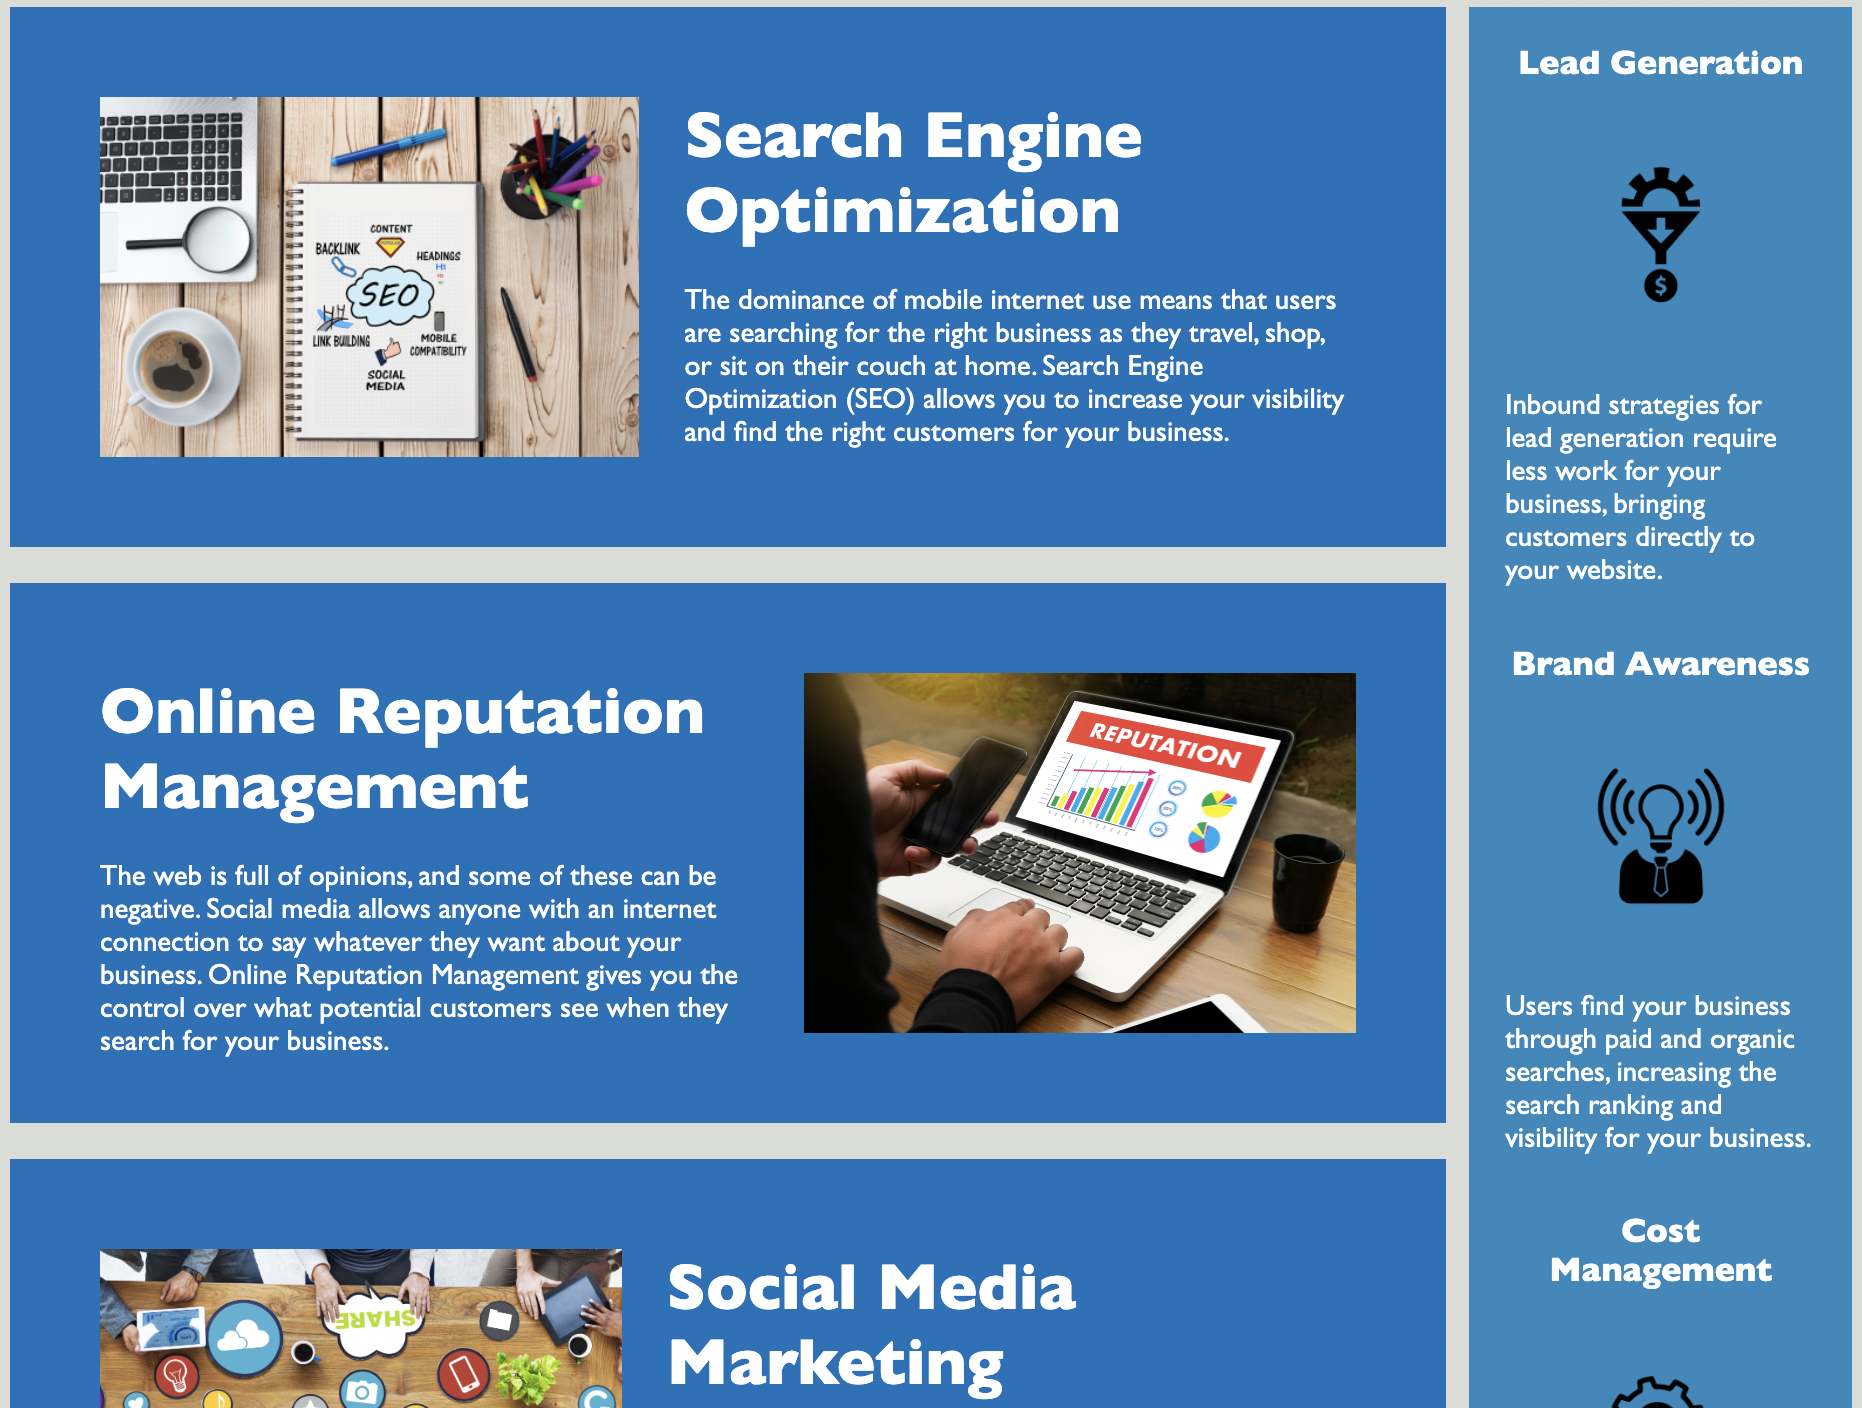 Search Engine
Optimization
The dominance of mobile internet use means that users
are searching for the right business as they travel, shop,
or sit on their couch at home. Search Engine
Optimization (SEO) allows you to increase your visibility
and find the right customers for your business.
CONTENT
BACKLINK
HEADINGS
H1
SEO
LINK BUILDING
MOBILE
COMPATIBILITY
SOCIAL
MEDIA
Online Reputation
Management
The web is full of opinions, and some of these can be
negative. Social media allows anyone with an internet
connection to say whatever they want about your
business. Online Reputation Management gives you the
control over what potential customers see when they
search for your business.
REPUTATION
Social Media
Marketing
SHARE
Lead Generation
$
Inbound strategies for
lead generation require
less work for your
business, bringing
customers directly to
your website.
Brand Awareness
Users find your business
through paid and organic
searches, increasing the
search ranking and
visibility for your business.
Cost
Management